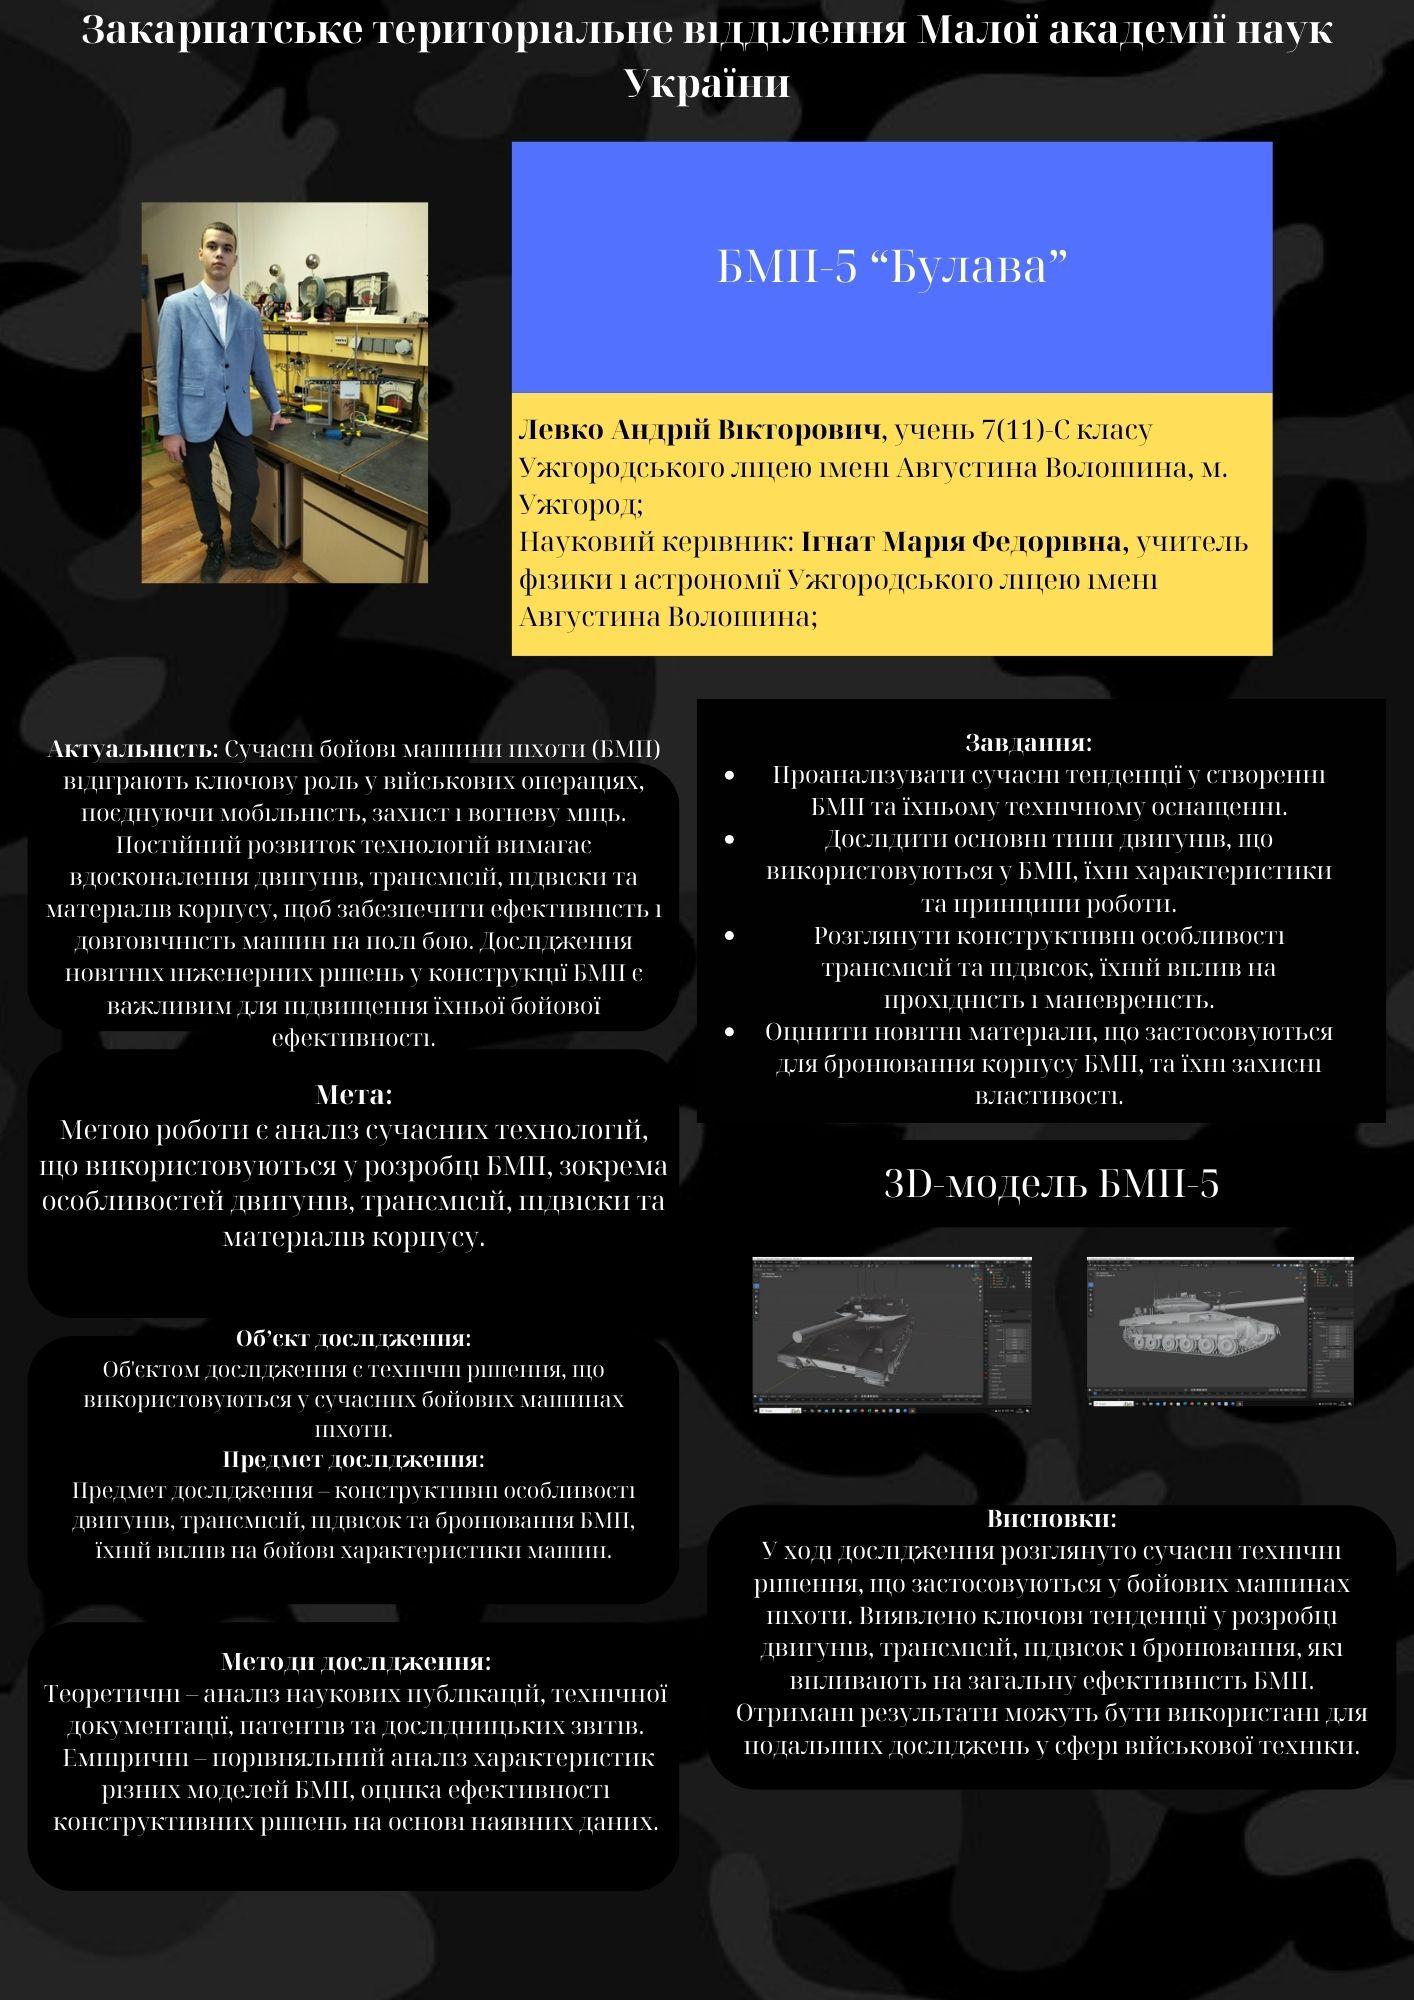 Закарпатське територіальне відділення Малої академії наук
України
БМП-5 “Булава”
Левко Андрій Вікторович, учень 7(11)-С класу
Ужгородського ліцею імені Августина Волошина, м.
Ужгород;
Науковий керівник: Ігнат Марія Федорівна, учитель
фізики і астрономії Ужгородського ліцею імені
Августина Волошина;
Актуальність: Сучасні бойові машини піхоти (БМП)
відіграють ключову роль у військових операціях,
поєднуючи мобільність, захист і вогневу міць.
Постійний розвиток технологій вимагає
вдосконалення двигунів, трансмісій, підвіски та
матеріалів корпусу, щоб забезпечити ефективність і
довговічність машин на полі бою. Дослідження
новітніх інженерних рішень у конструкції БМП є
важливим для підвищення їхньої бойової
ефективності.
Мета:
Метою роботи є аналіз сучасних технологій,
що використовуються у розробці БМП, зокрема
особливостей двигунів, трансмісій, підвіски та
матеріалів корпусу.
Об’єкт дослідження:
Об'єктом дослідження є технічні рішення, що
використовуються у сучасних бойових машинах
піхоти.
Предмет дослідження:
Предмет дослідження – конструктивні особливості
двигунів, трансмісій, підвісок та бронювання БМП,
їхній вплив на бойові характеристики машин.
Методи дослідження:
Теоретичні – аналіз наукових публікацій, технічної
документації, патентів та дослідницьких звітів.
Емпіричні – порівняльний аналіз характеристик
різних моделей БМП, оцінка ефективності
конструктивних рішень на основі наявних даних.
Завдання:
• Проаналізувати сучасні тенденції у створенні
БМП та їхньому технічному оснащенні.
• Дослідити основні типи двигунів, що
використовуються у БМП, їхні характеристики
та принципи роботи.
• Розглянути конструктивні особливості
трансмісій та підвісок, їхній вплив на
прохідність і маневреність.
• Оцінити новітні матеріали, що застосовуються
для бронювання корпусу БМП, та їхні захисні
властивості.
3D-модель БМП-5
Висновки:
У ході дослідження розглянуто сучасні технічні
рішення, що застосовуються у бойових машинах
піхоти. Виявлено ключові тенденції у розробці
двигунів, трансмісій, підвісок і бронювання, які
впливають на загальну ефективність БМП.
Отримані результати можуть бути використані для
подальших досліджень у сфері військової техніки.